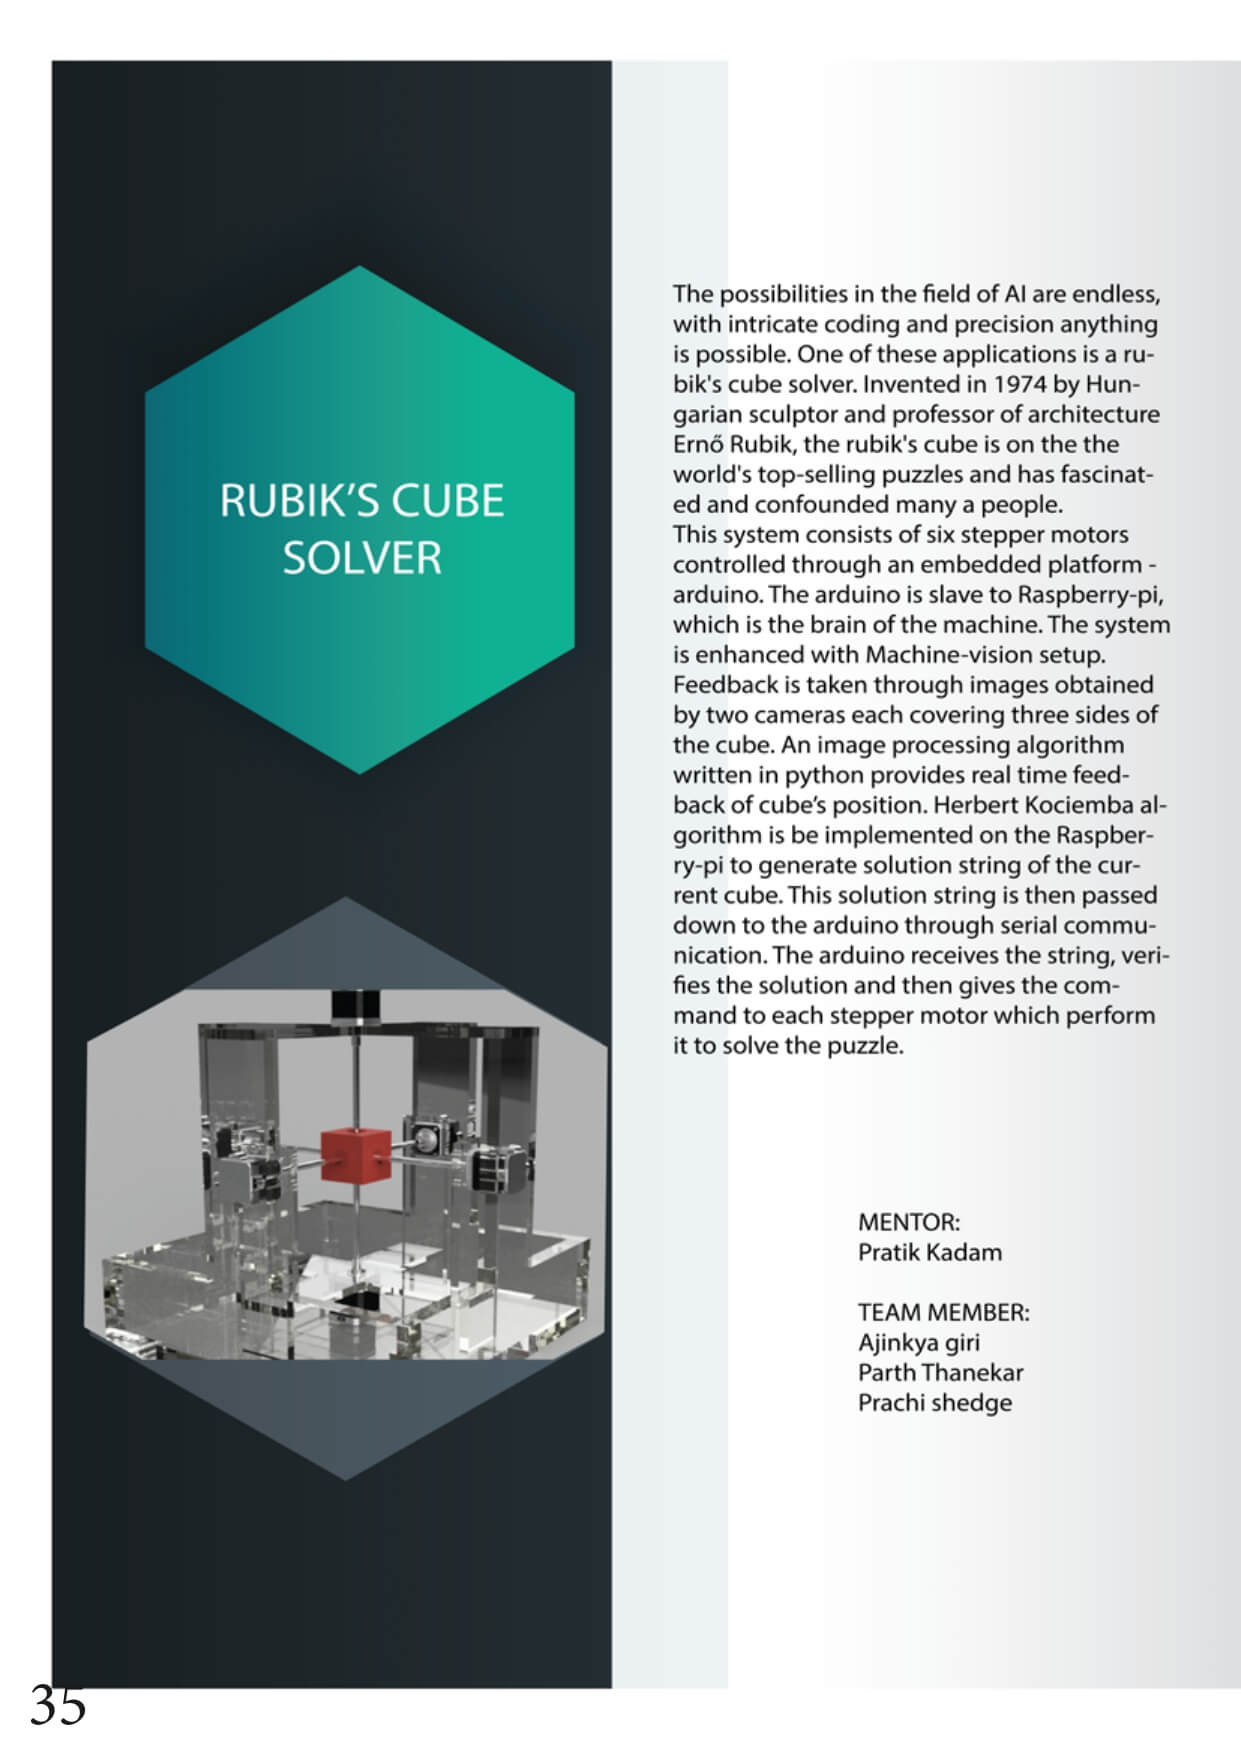 RUBIK’S CUBE
SOLVER
The possibilities in the field of AI are endless,
with intricate coding and precision anything
is possible. One of these applications is a ru-
bik's cube solver. Invented in 1974 by Hun-
garian sculptor and professor of architecture
Ernő Rubik, the rubik's cube is on the the
world's top-selling puzzles and has fascinat-
ed and confounded many a people.
This system consists of six stepper motors
controlled through an embedded platform -
arduino. The arduino is slave to Raspberry-pi,
which is the brain of the machine. The system
is enhanced with Machine-vision setup.
Feedback is taken through images obtained
by two cameras each covering three sides of
the cube. An image processing algorithm
written in python provides real time feed-
back of cube’s position. Herbert Kociemba al-
gorithm is be implemented on the Raspber-
ry-pi to generate solution string of the cur-
rent cube. This solution string is then passed
down to the arduino through serial commu-
nication. The arduino receives the string, veri-
fies the solution and then gives the com-
mand to each stepper motor which perform
it to solve the puzzle.
MENTOR:
Pratik Kadam
TEAM MEMBER:
Ajinkya giri
Parth Thanekar
Prachi shedge
35